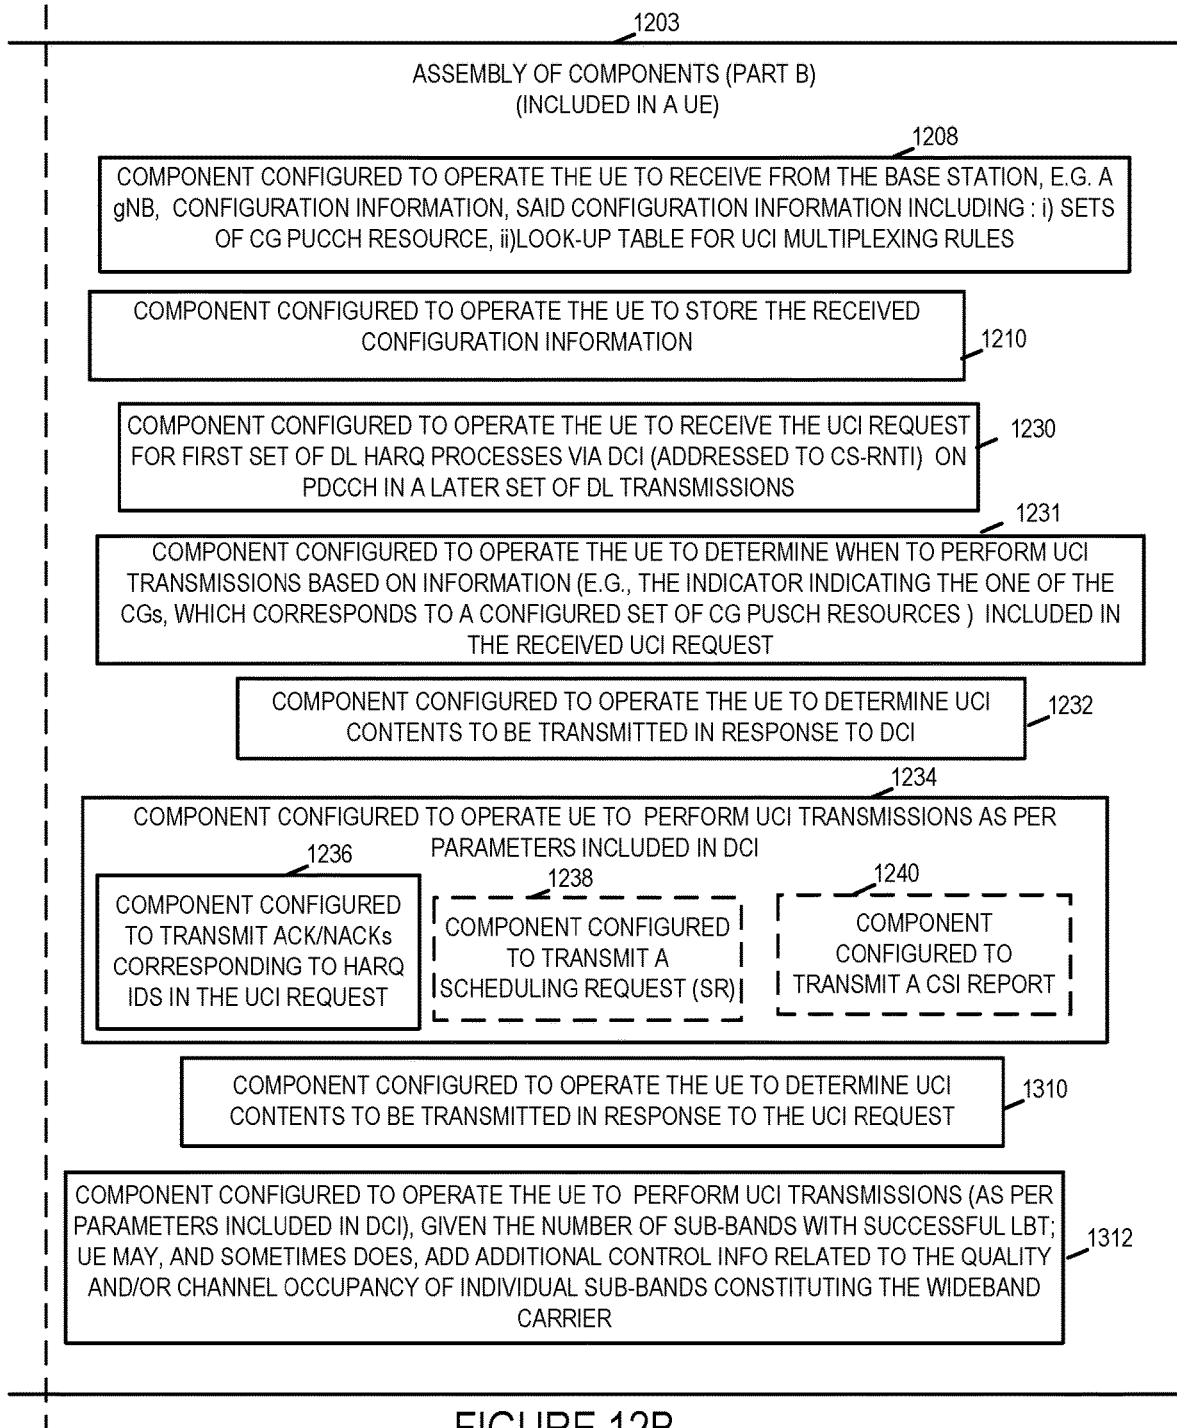 1203
ASSEMBLY OF COMPONENTS (PART B)
(INCLUDED IN A UE)
1208
COMPONENT CONFIGURED TO OPERATE THE UE TO RECEIVE FROM THE BASE STATION, E.G. A
gNB, CONFIGURATION INFORMATION, SAID CONFIGURATION INFORMATION INCLUDING : i) SETS
OF CG PUCCH RESOURCE, ii)LOOK-UP TABLE FOR UCI MULTIPLEXING RULES
COMPONENT CONFIGURED TO OPERATE THE UE TO STORE THE RECEIVED
CONFIGURATION INFORMATION
1210
COMPONENT CONFIGURED TO OPERATE THE UE TO RECEIVE THE UCI REQUEST
FOR FIRST SET OF DL HARQ PROCESSES VIA DCI (ADDRESSED TO CS-RNTI) ON
PDCCH IN A LATER SET OF DL TRANSMISSIONS
1230
1231
COMPONENT CONFIGURED TO OPERATE THE UE TO DETERMINE WHEN TO PERFORM UCI
TRANSMISSIONS BASED ON INFORMATION (E.G., THE INDICATOR INDICATING THE ONE OF THE
CGs, WHICH CORRESPONDS TO A CONFIGURED SET OF CG PUSCH RESOURCES ) INCLUDED IN
THE RECEIVED UCI REQUEST
COMPONENT CONFIGURED TO OPERATE THE UE TO DETERMINE UCI
CONTENTS TO BE TRANSMITTED IN RESPONSE TO DCI
1232
1234
COMPONENT CONFIGURED TO OPERATE UE TO PERFORM UCI TRANSMISSIONS AS PER
PARAMETERS INCLUDED IN DCI
1236
COMPONENT CONFIGURED
TO TRANSMIT ACK/NACKs
CORRESPONDING TO HARQ
IDS IN THE UCI REQUEST
1238
COMPONENT CONFIGURED
TO TRANSMIT A
SCHEDULING REQUEST (SR)
1240
COMPONENT
CONFIGURED TO
TRANSMIT A CSI REPORT
COMPONENT CONFIGURED TO OPERATE THE UE TO DETERMINE UCI
CONTENTS TO BE TRANSMITTED IN RESPONSE TO THE UCI REQUEST
1310
COMPONENT CONFIGURED TO OPERATE THE UE TO PERFORM UCI TRANSMISSIONS (AS PER
PARAMETERS INCLUDED IN DCI), GIVEN THE NUMBER OF SUB-BANDS WITH SUCCESSFUL LBT;
UE MAY, AND SOMETIMES DOES, ADD ADDITIONAL CONTROL INFO RELATED TO THE QUALITY
AND/OR CHANNEL OCCUPANCY OF INDIVIDUAL SUB-BANDS CONSTITUTING THE WIDEBAND
CARRIER
1312
FIGURE 12B